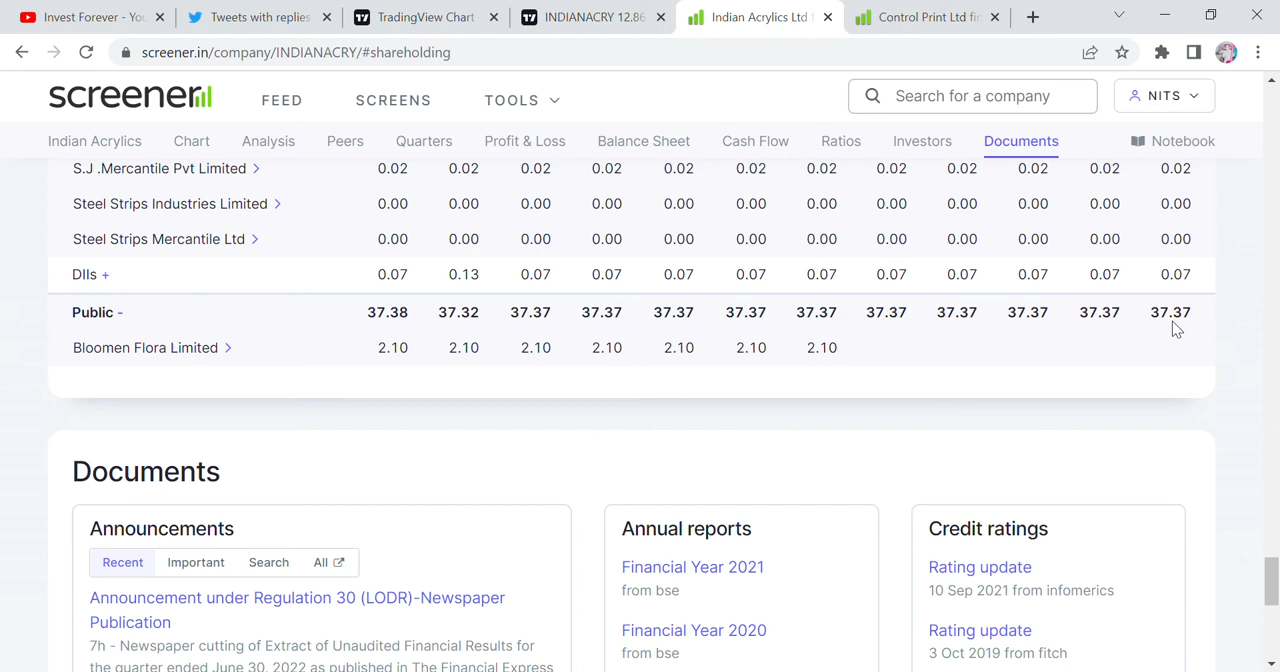 Invest Forever - Yo
Tweets with replies
TradingView Chart
INDIANACRY 12.86
Indian Acrylics Ltd f
Control Print Ltd fin
screener.in/company/INDIANACRY/#shareholding
screener
FEED
SCREENS
TOOLS
Search for a company
NITS
Indian Acrylics Chart Analysis Peers Quarters Profit & Loss Balance Sheet Cash Flow Ratios Investors Documents Notebook
S.J .Mercantile Pvt Limited > 0.02 0.02 0.02 0.02 0.02 0.02 0.02 0.02 0.02 0.02 0.02 0.02
Steel Strips Industries Limited > 0.00 0.00 0.00 0.00 0.00 0.00 0.00 0.00 0.00 0.00 0.00 0.00
Steel Strips Mercantile Ltd > 0.00 0.00 0.00 0.00 0.00 0.00 0.00 0.00 0.00 0.00 0.00 0.00
DIIs + 0.07 0.13 0.07 0.07 0.07 0.07 0.07 0.07 0.07 0.07 0.07 0.07
Public - 37.38 37.32 37.37 37.37 37.37 37.37 37.37 37.37 37.37 37.37 37.37 37.37
Bloomen Flora Limited > 2.10 2.10 2.10 2.10 2.10 2.10 2.10
Documents
Announcements
Recent Important Search All
Announcement under Regulation 30 (LODR)-Newspaper
Publication
7h - Newspaper cutting of Extract of Unaudited Financial Results for
the quarter ended June 30, 2022 as published in The Financial Express
Annual reports
Financial Year 2021
from bse
Financial Year 2020
from bse
Credit ratings
Rating update
10 Sep 2021 from infomerics
Rating update
3 Oct 2019 from fitch